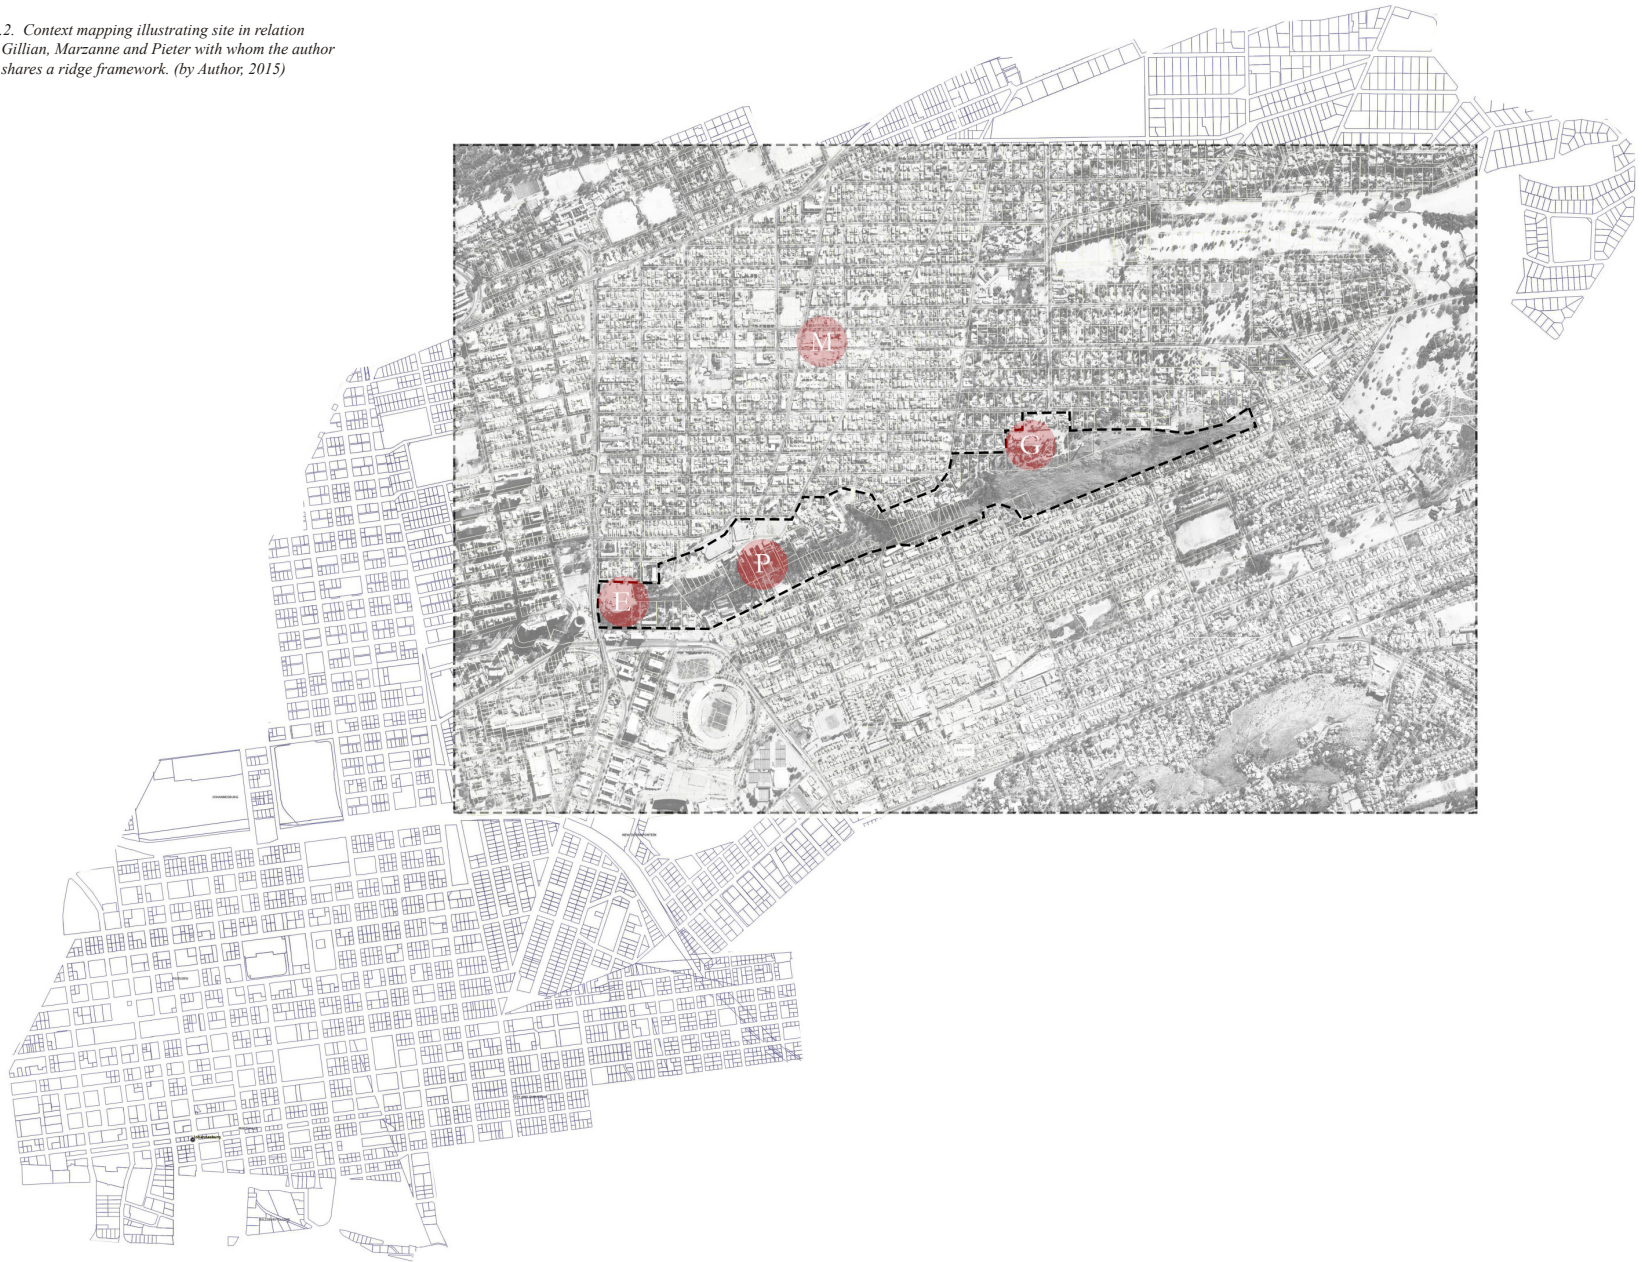 .2. Context mapping illustrating site in relation
Gillian, Marzanne and Pieter with whom the author
shares a ridge framework. (by Author, 2015)
M
G
P
E
JOHANNESBURG